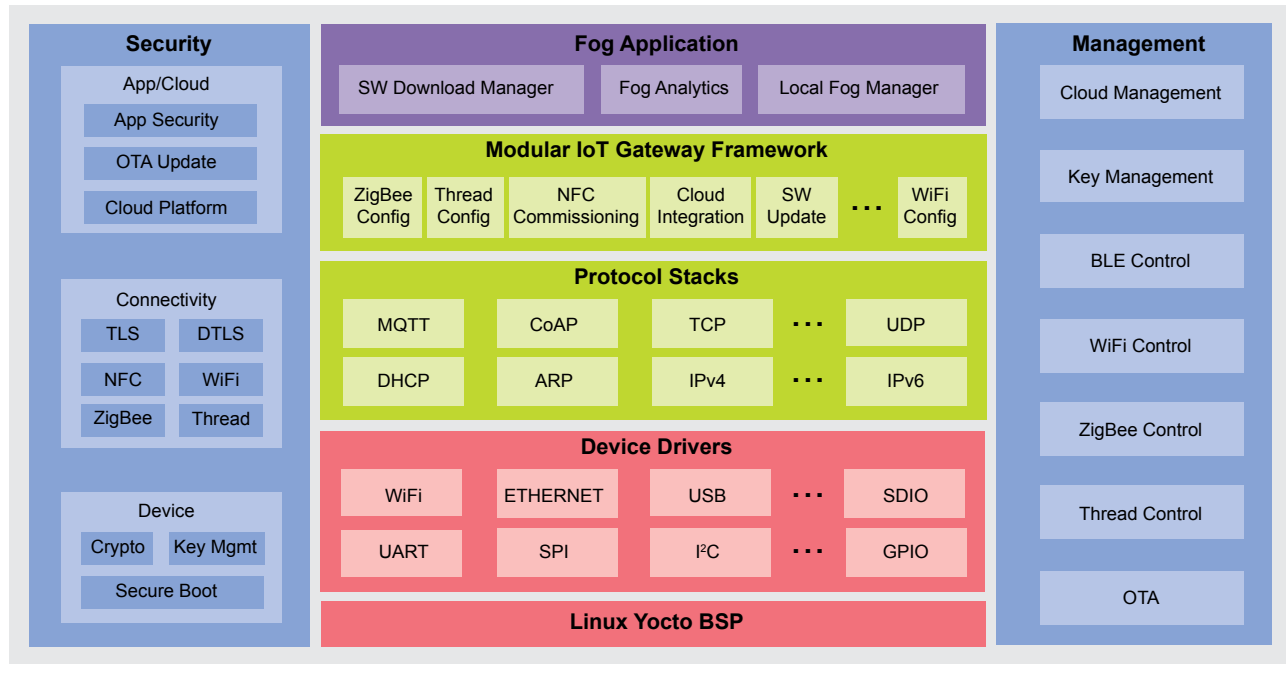 Security
App/Cloud
App Security
OTA Update
Cloud Platform
Connectivity
TLS
DTLS
NFC
WiFi
ZigBee
Thread
Device
Crypto
Key Mgmt
Secure Boot
Fog Application
SW Download Manager
Fog Analytics
Local Fog Manager
Modular IoT Gateway Framework
ZigBee
Config
Thread
Config
NFC
Commissioning
Cloud
Integration
SW
Update
...
WiFi
Config
Protocol Stacks
MQTT
CoAP
TCP
...
UDP
DHCP
ARP
IPv4
...
IPv6
Device Drivers
WiFi
ETHERNET
USB
...
SDIO
UART
SPI
I²C
...
GPIO
Linux Yocto BSP
Management
Cloud Management
Key Management
BLE Control
WiFi Control
ZigBee Control
Thread Control
OTA